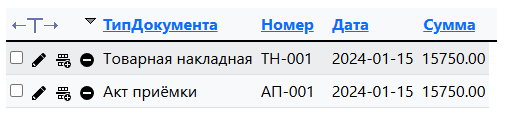 ТипДокумента Номер Дата Сумма
Товарная накладная ТН-001 2024-01-15 15750.00
Акт приёмки АП-001 2024-01-15 15750.00